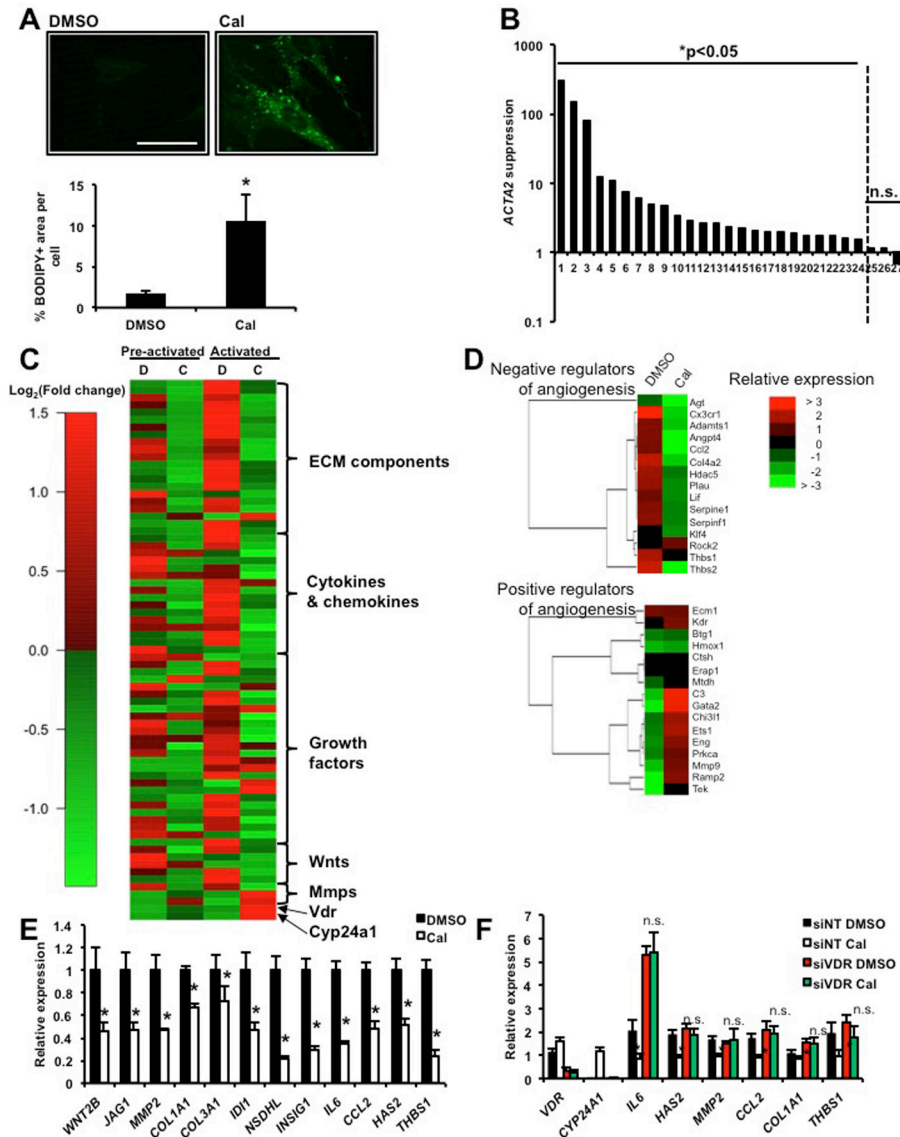 A
DMSO
Cal
% BODIPY+ area per cell
15
10
5
0
DMSO
Cal
*
B
ACTA2 suppression
1000
100
10
1
0.1
*p<0.05
n.s.
1 2 3 4 5 6 7 8 9 10 11 12 13 14 15 16 17 18 19 20 21 22 23 24 25 26 27
C
Pre-activated Activated
D C D C
Log2(Fold change)
1.5
1.0
0.5
0.0
-0.5
-1.0
ECM components
Cytokines
& chemokines
Growth
factors
Wnts
Mmps
Vdr
Cyp24a1
D
Negative regulators
of angiogenesis
DMSO
Cal
Relative expression
> 3
2
1
0
-1
-2
> -3
Agt
Cx3cr1
Adamts1
Angpt4
Ccl2
Col4a2
Hdac5
Plau
Lif
Serpine1
Serpinf1
Klf4
Rock2
Thbs1
Thbs2
Positive regulators
of angiogenesis
Ecm1
Kdr
Btg1
Hmox1
Ctsh
Erap1
Mtdh
C3
Gata2
Chi3l1
Ets1
Eng
Prkca
Mmp9
Ramp2
Tek
E
Relative expression
1.4
1.2
1
0.8
0.6
0.4
0.2
0
DMSO
Cal
* * * * * * * * * * * *
WNT2B
JAG1
MMP2
COL1A1
COL3A1
IDI1
NSDHL
INSIG1
IL6
CCL2
HAS2
THBS1
F
Relative expression
7
6
5
4
3
2
1
0
siNT DMSO
siNT Cal
siVDR DMSO
siVDR Cal
n.s.
n.s.
n.s.
n.s.
n.s.
n.s.
VDR
CYP24A1
IL6
HAS2
MMP2
CCL2
COL1A1
THBS1